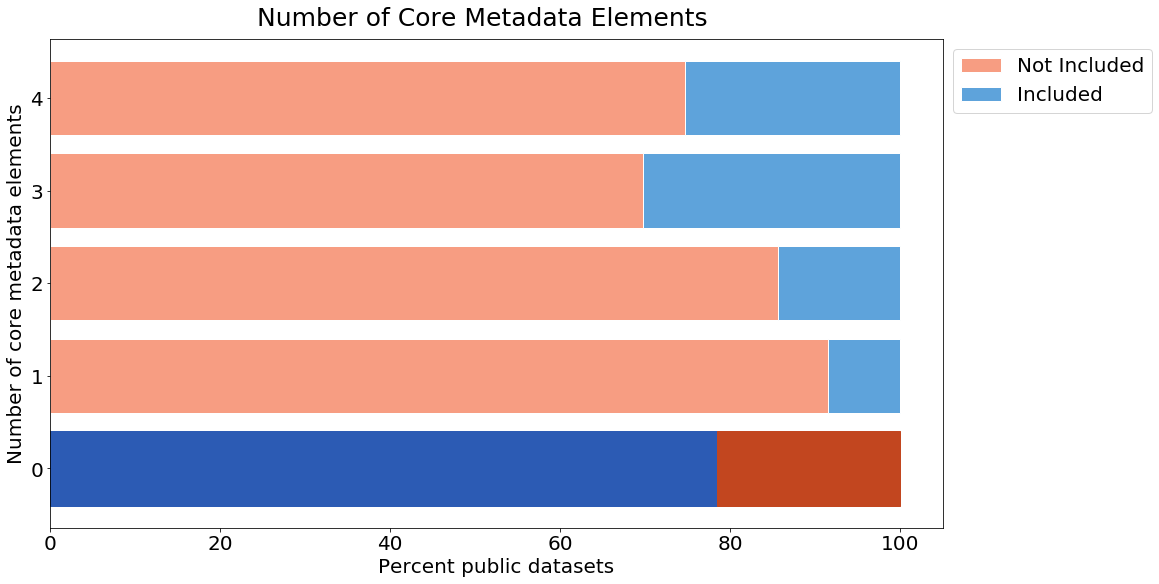 Number of Core Metadata Elements
Not Included
Included
Number of core metadata elements
4
3
2
1
0
0 20 40 60 80 100
Percent public datasets